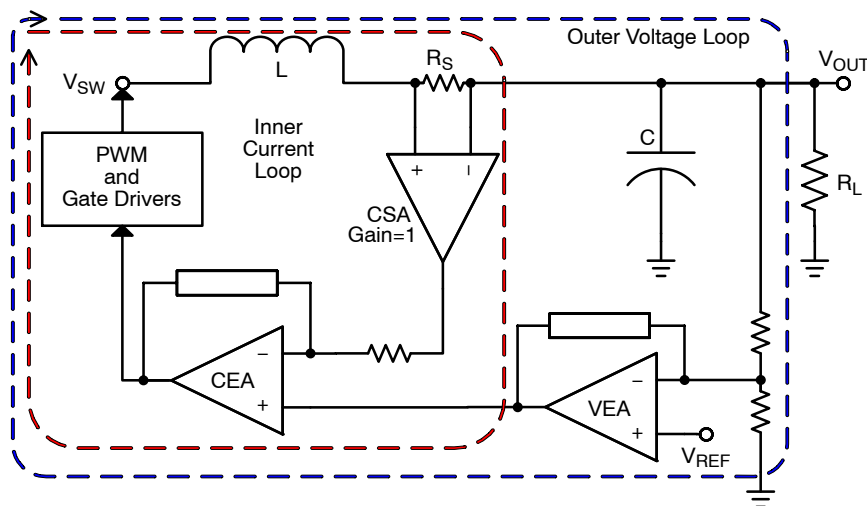 Outer Voltage Loop
V_OUT
R_S
L
V_SW
Inner
Current
Loop
PWM
and
Gate Drivers
C
R_L
+ −
CSA
Gain=1
−
CEA
+
−
VEA
+
V_REF